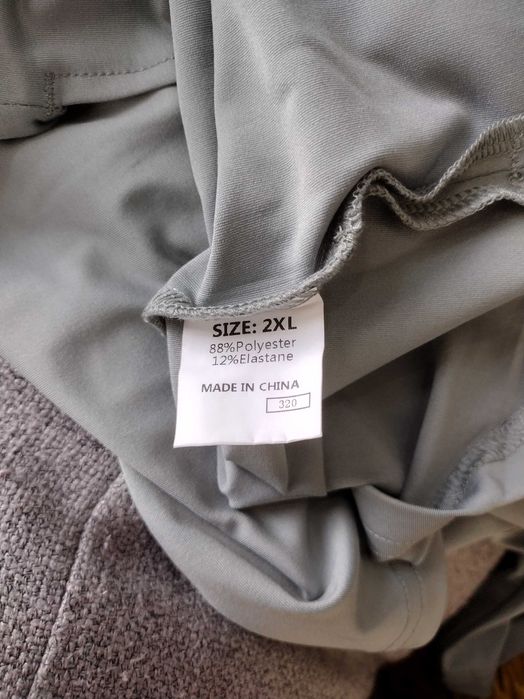 SIZE: 2XL
88%Polyester
12%Elastane
MADE IN CHINA
320